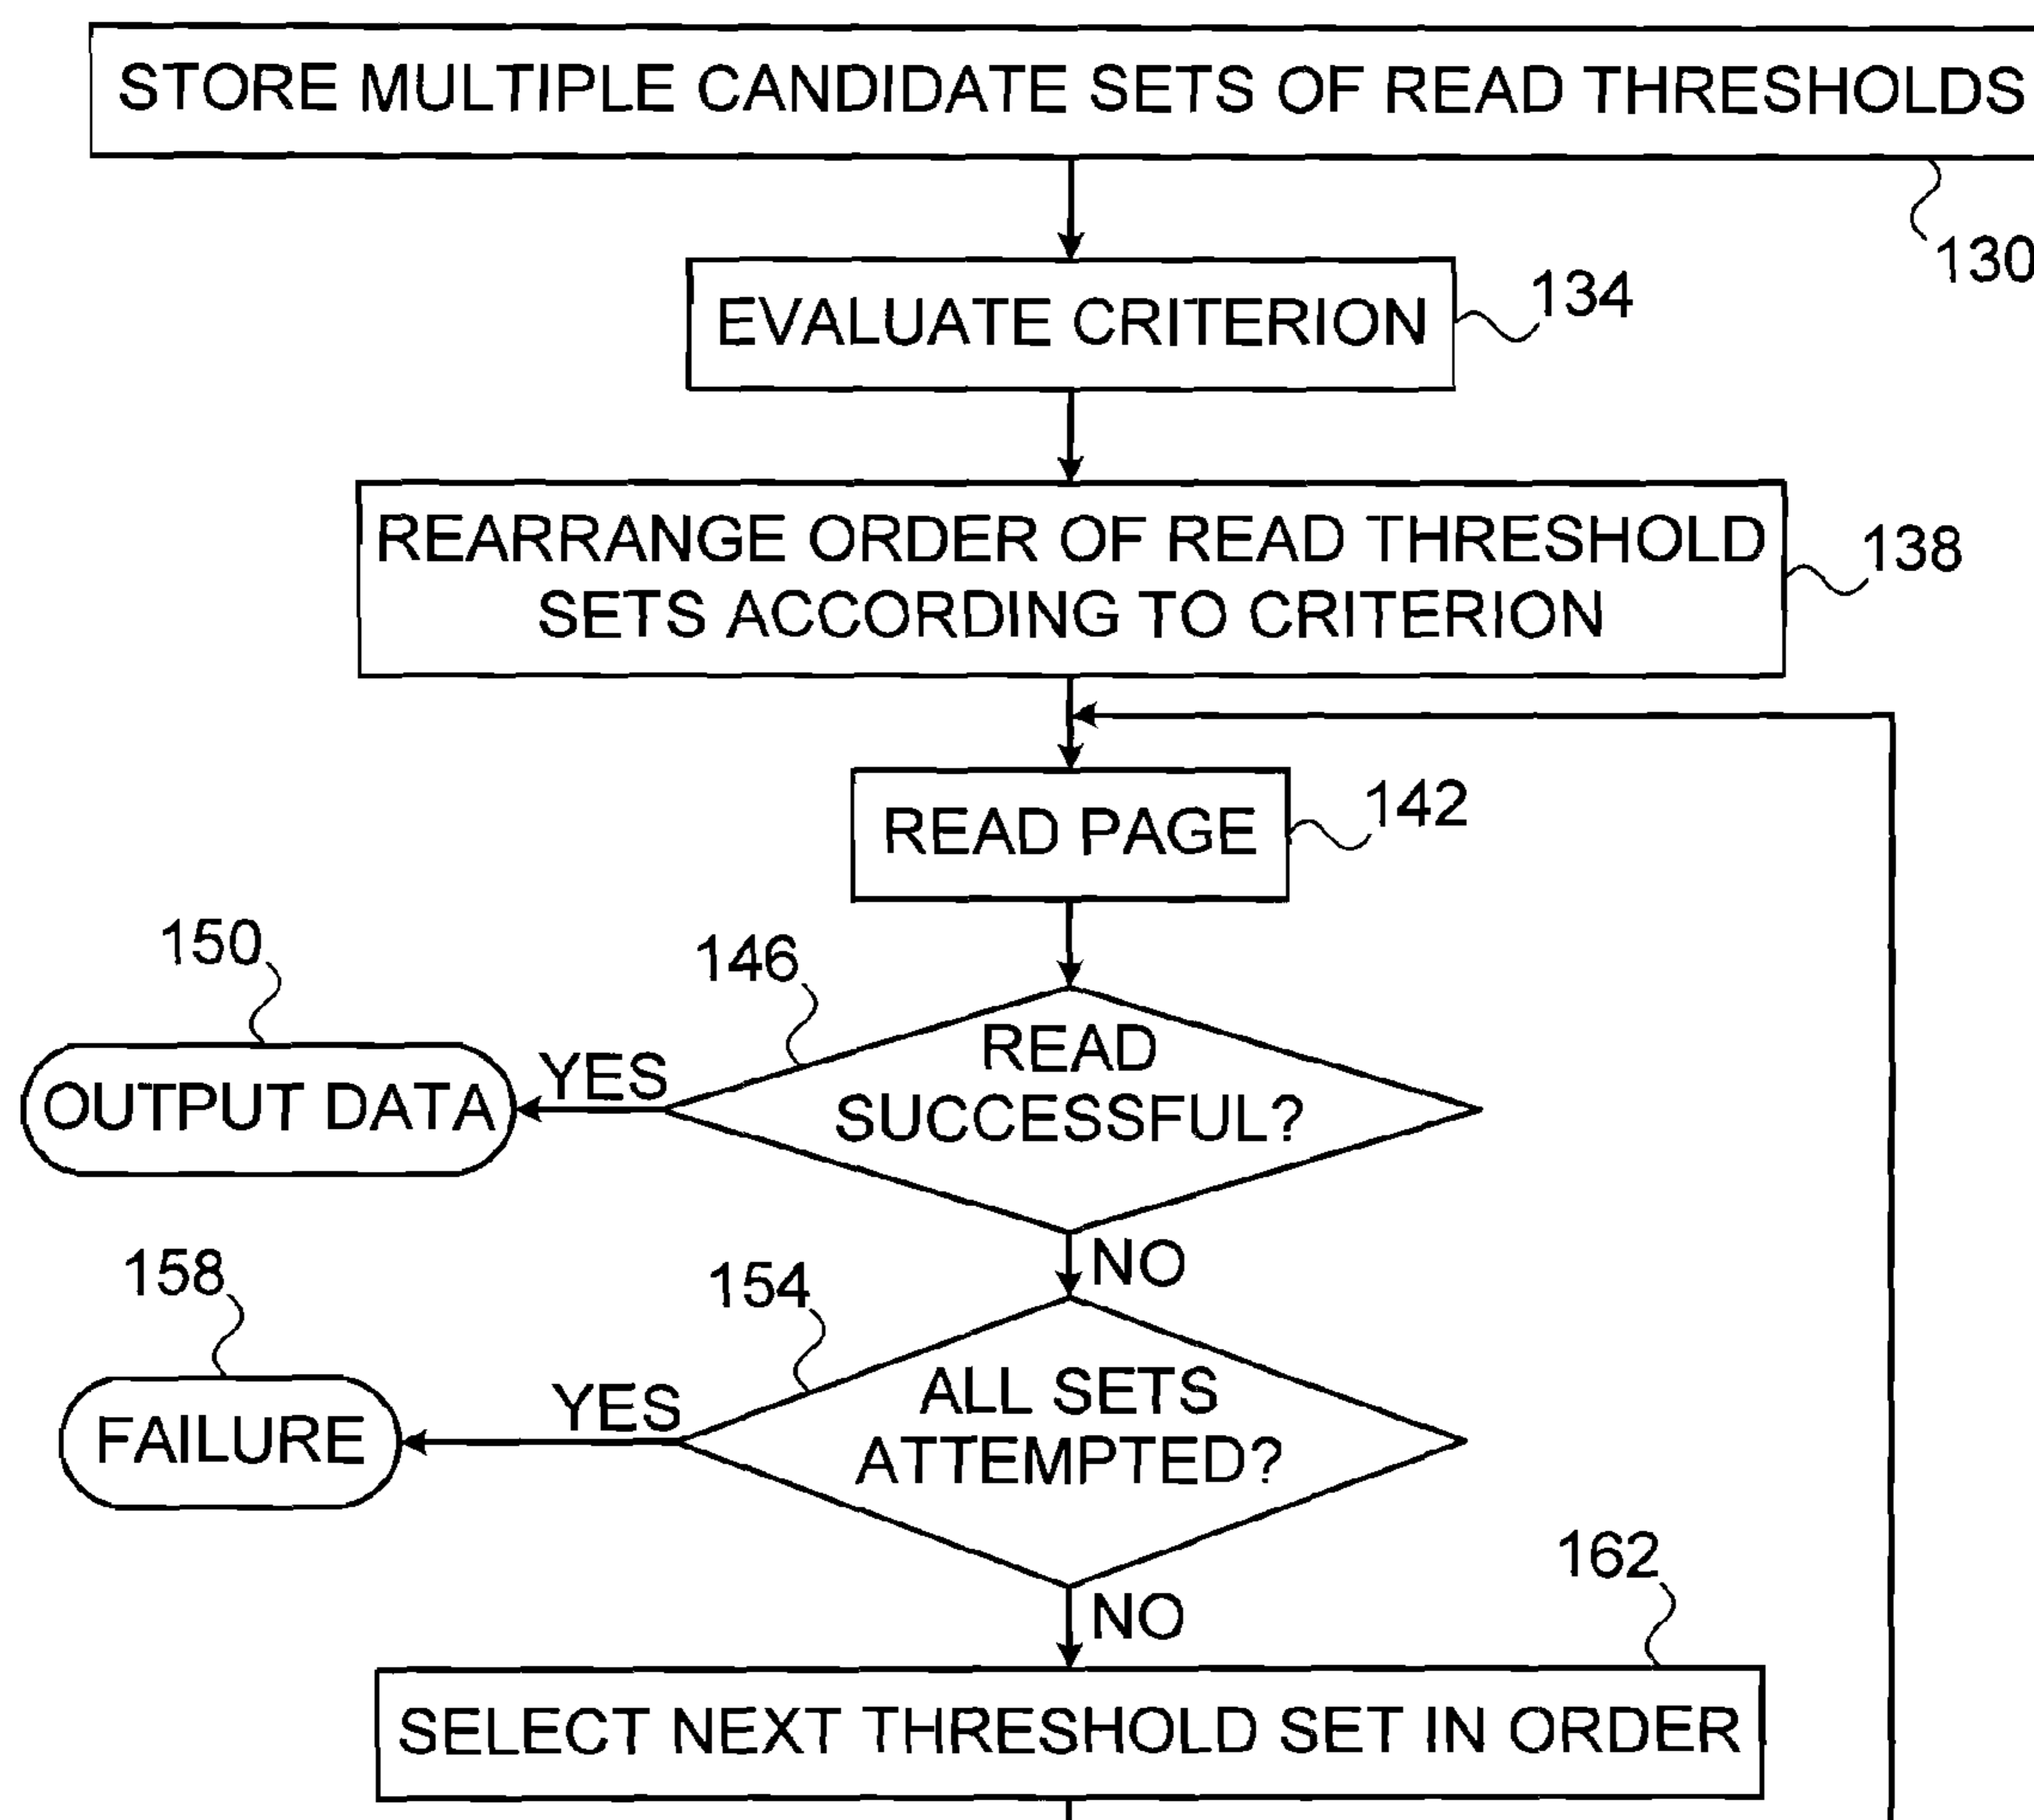 STORE MULTIPLE CANDIDATE SETS OF READ THRESHOLDS
130
EVALUATE CRITERION
134
REARRANGE ORDER OF READ THRESHOLD
SETS ACCORDING TO CRITERION
138
READ PAGE
142
150
146
READ
SUCCESSFUL?
YES
OUTPUT DATA
NO
158
154
ALL SETS
ATTEMPTED?
YES
FAILURE
NO
162
SELECT NEXT THRESHOLD SET IN ORDER